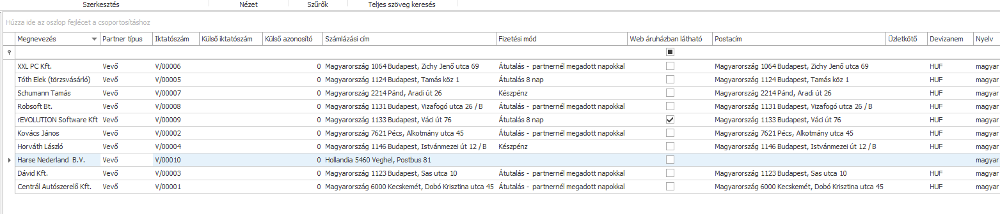 Szerkesztés Nézet Szűrők Teljes szöveg keresés
Húzza ide az oszlop fejlécet a csoportosításhoz
Megnevezés Partner típus Iktatószám Külső iktatószám Külső azonosító Számlázási cím Fizetési mód Web áruházban látható Postacím Üzletkötő Devizanem Nyelv
XXL PC Kft. Vevő V/00006 0 Magyarország 1064 Budapest, Zichy Jenő utca 69 Átutalás - partnernél megadott napokkal Magyarország 1064 Budapest, Zichy Jenő utca 69 HUF magyar
Tóth Elek (törzsvásárló) Vevő V/00005 0 Magyarország 1124 Budapest, Tamás köz 1 Átutalás 8 nap Magyarország 1124 Budapest, Tamás köz 1 HUF magyar
Schumann Tamás Vevő V/00007 0 Magyarország 2214 Pánd, Aradi út 26 Készpénz Magyarország 2214 Pánd, Aradi út 26 HUF magyar
Robsoft Bt. Vevő V/00008 0 Magyarország 1131 Budapest, Vizafogó utca 26 / B Átutalás - partnernél megadott napokkal Magyarország 1131 Budapest, Vizafogó utca 26 / B HUF magyar
rEVOLUTION Software Kft Vevő V/00009 0 Magyarország 1133 Budapest, Váci út 76 Átutalás 8 nap Magyarország 1133 Budapest, Váci út 76 HUF magyar
Kovács János Vevő V/00002 0 Magyarország 7621 Pécs, Alkotmány utca 45 Átutalás - partnernél megadott napokkal Magyarország 7621 Pécs, Alkotmány utca 45 HUF magyar
Horváth László Vevő V/00004 0 Magyarország 1146 Budapest, Istvánmezei út 12 / B Készpénz Magyarország 1146 Budapest, Istvánmezei út 12 / B HUF magyar
Harse Nederland B.V. Vevő V/00010 0 Hollandia 5460 Veghel, Postbus 81 magyar
Dávid Kft. Vevő V/00003 0 Magyarország 1123 Budapest, Sas utca 10 Átutalás - partnernél megadott napokkal Magyarország 1123 Budapest, Sas utca 10 HUF magyar
Centrál Autószerelő Kft. Vevő V/00001 0 Magyarország 6000 Kecskemét, Dobó Krisztina utca 45 Átutalás - partnernél megadott napokkal Magyarország 6000 Kecskemét, Dobó Krisztina utca 45 HUF magyar